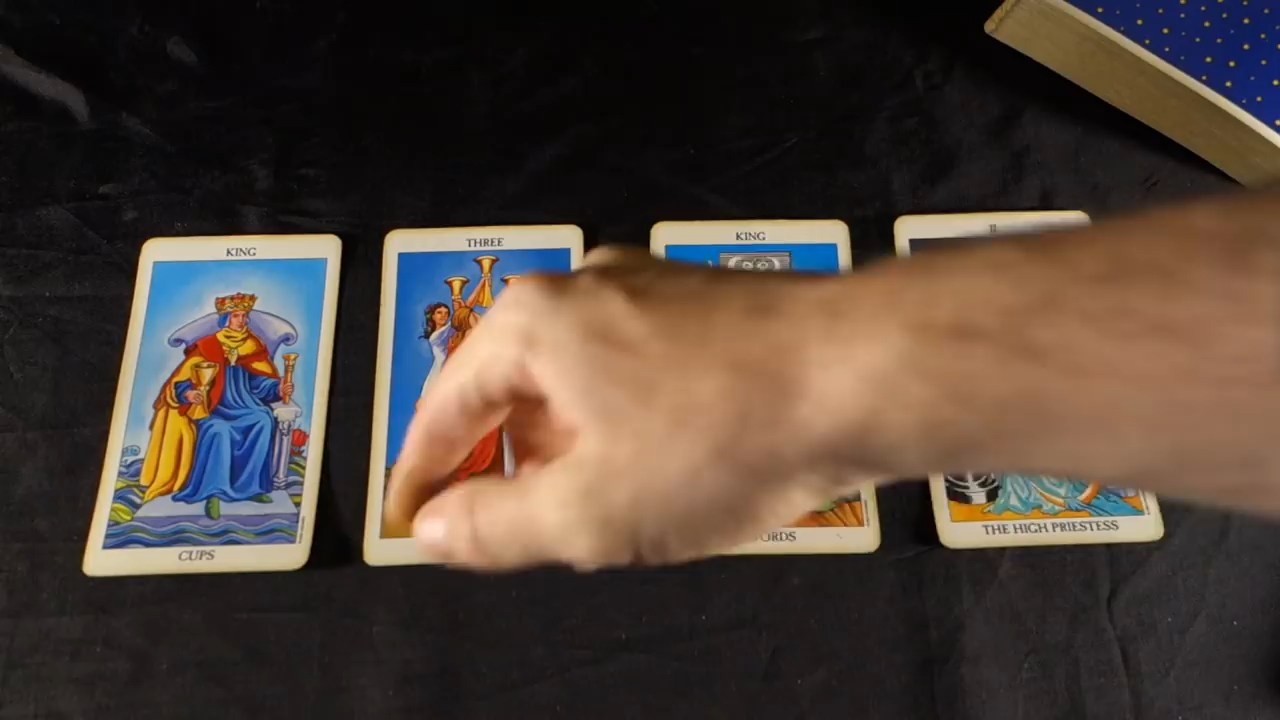 KING
CUPS
THREE
KING
ORDS
II
THE HIGH PRIESTESS